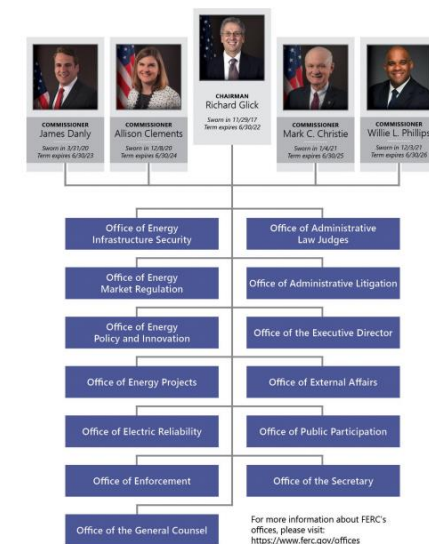 COMMISSIONER
James Danly
Sworn in 3/31/20
Term expires 6/30/23
COMMISSIONER
Allison Clements
Sworn in 12/8/20
Term expires 6/30/24
CHAIRMAN
Richard Glick
Sworn in 11/29/17
Term expires 6/30/22
COMMISSIONER
Mark C. Christie
Sworn in 1/4/21
Term expires 6/30/25
COMMISSIONER
Willie L. Phillips
Sworn in 12/3/21
Term expires 6/30/26
Office of Energy
Infrastructure Security
Office of Administrative
Law Judges
Office of Energy
Market Regulation
Office of Administrative Litigation
Office of Energy
Policy and Innovation
Office of the Executive Director
Office of Energy Projects
Office of External Affairs
Office of Electric Reliability
Office of Public Participation
Office of Enforcement
Office of the Secretary
Office of the General Counsel
For more information about FERC's
offices, please visit:
https://www.ferc.gov/offices